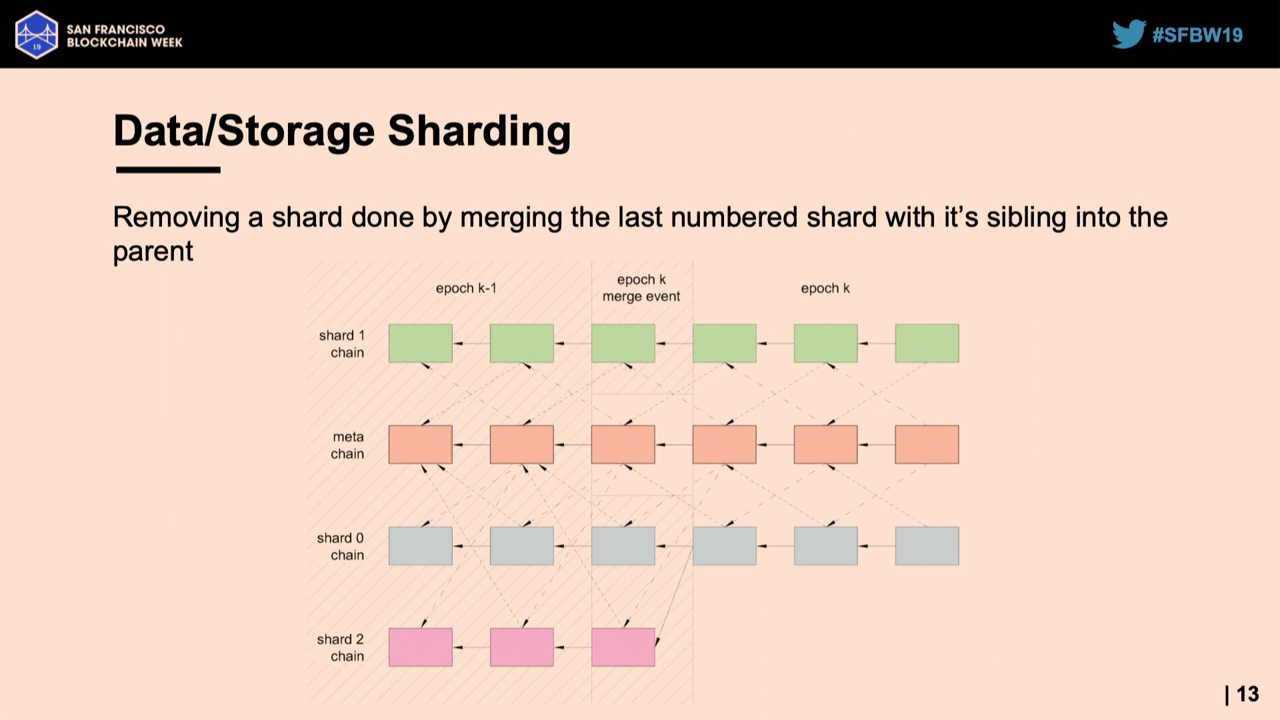 SAN FRANCISCO
BLOCKCHAIN WEEK
19
#SFBW19
Data/Storage Sharding
Removing a shard done by merging the last numbered shard with it’s sibling into the
parent
epoch k-1
epoch k
merge event
epoch k
shard 1
chain
meta
chain
shard 0
chain
shard 2
chain
| 13